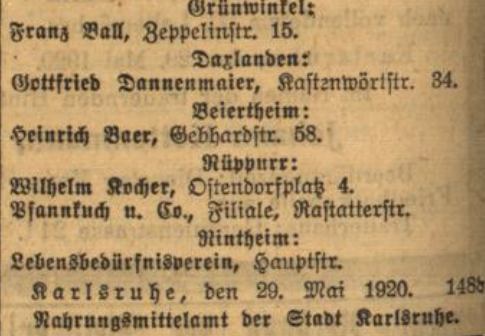 Grünwinkel:
Franz Ball, Zeppelinstr. 15.
Daxlanden:
Gottfried Dannenmaier, Kastenwörtstr. 34.
Beiertheim:
Heinrich Baer, Gebhardstr. 58.
Rüppurr:
Wilhelm Kocher, Ostendorfplatz 4.
Pfannkuch u. Co., Filiale, Rastatterstr.
Rintheim:
Lebensbedürfnisverein, Hauptstr.
Karlsruhe, den 29. Mai 1920.
Nahrungsmittelamt der Stadt Karlsruhe.